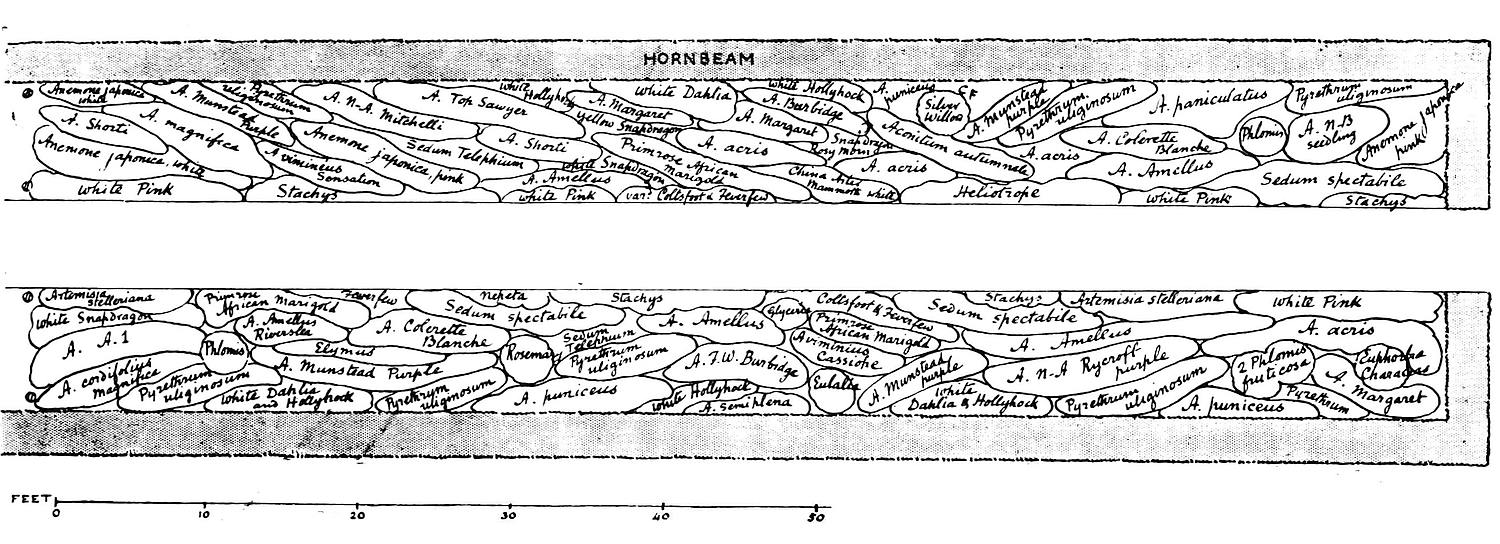 HORNBEAM
Anemone japonica
white
A. Munstead
Purple
Pyrethrum
uliginosum
A. N-A. Mitchelli
A. Top Sawyer
white
Hollyhock
A. Margaret
yellow Snapdragon
white Dahlia
white Hollyhock
A. Burbidge
A. Margaret
A. puniceus
Silver
Willow
A. Munstead
purple
Pyrethrum
uliginosum
A. paniculatus
Pyrethrum
uliginosum
A. Shorti
A. magnifica
Anemone japonica, white
A. vimineus
Sensation
Anemone japonica, pink
Sedum Telephium
A. Shorti
white Snapdragon
Primrose African
Marigold
A. acris
Snapdragon
Rosy morn
Aconitum autumnale
A. acris
A. acris
A. Colerette
Blanche
Phlomis
A. N-B
seedling
Anemone japonica
pink
white Pink
Stachys
A. Amellus
white Pink
var. Coltsfoot & Feverfew
China Aster
Mammoth white
Heliotrope
A. Amellus
white Pink
Sedum spectabile
Stachys
Artemisia
stelleriana
Primrose
African Marigold
Feverfew
Nepeta
Sedum spectabile
Stachys
Glyceria
Coltsfoot & Feverfew
Primrose
African Marigold
Stachys
Sedum spectabile
Artemisia stelleriana
white Pink
white Snapdragon
A. A.1
A. Amellus
Riverslea
A. Colerette
Blanche
Phlomis
Elymus
A. Munstead Purple
Rosemary
Sedum
Telephium
Pyrethrum
uliginosum
A. Amellus
A. F.W. Burbidge
A. viminius
Cassiope
Eulalia
A. Munstead
purple
A. Amellus
A. N-A Rycroft
purple
A. acris
2 Phlomis
fruticosa
Euphorbia
Characias
A. cordifolius
magnifica
Pyrethrum
uliginosum
White Dahlia
and Hollyhock
Pyrethrum
uliginosum
A. puniceus
white Hollyhock
A. Semiplena
White
Dahlia & Hollyhock
Pyrethrum
uliginosum
A. puniceus
Pyrethrum
A. Margaret
FEET
0 10 20 30 40 50